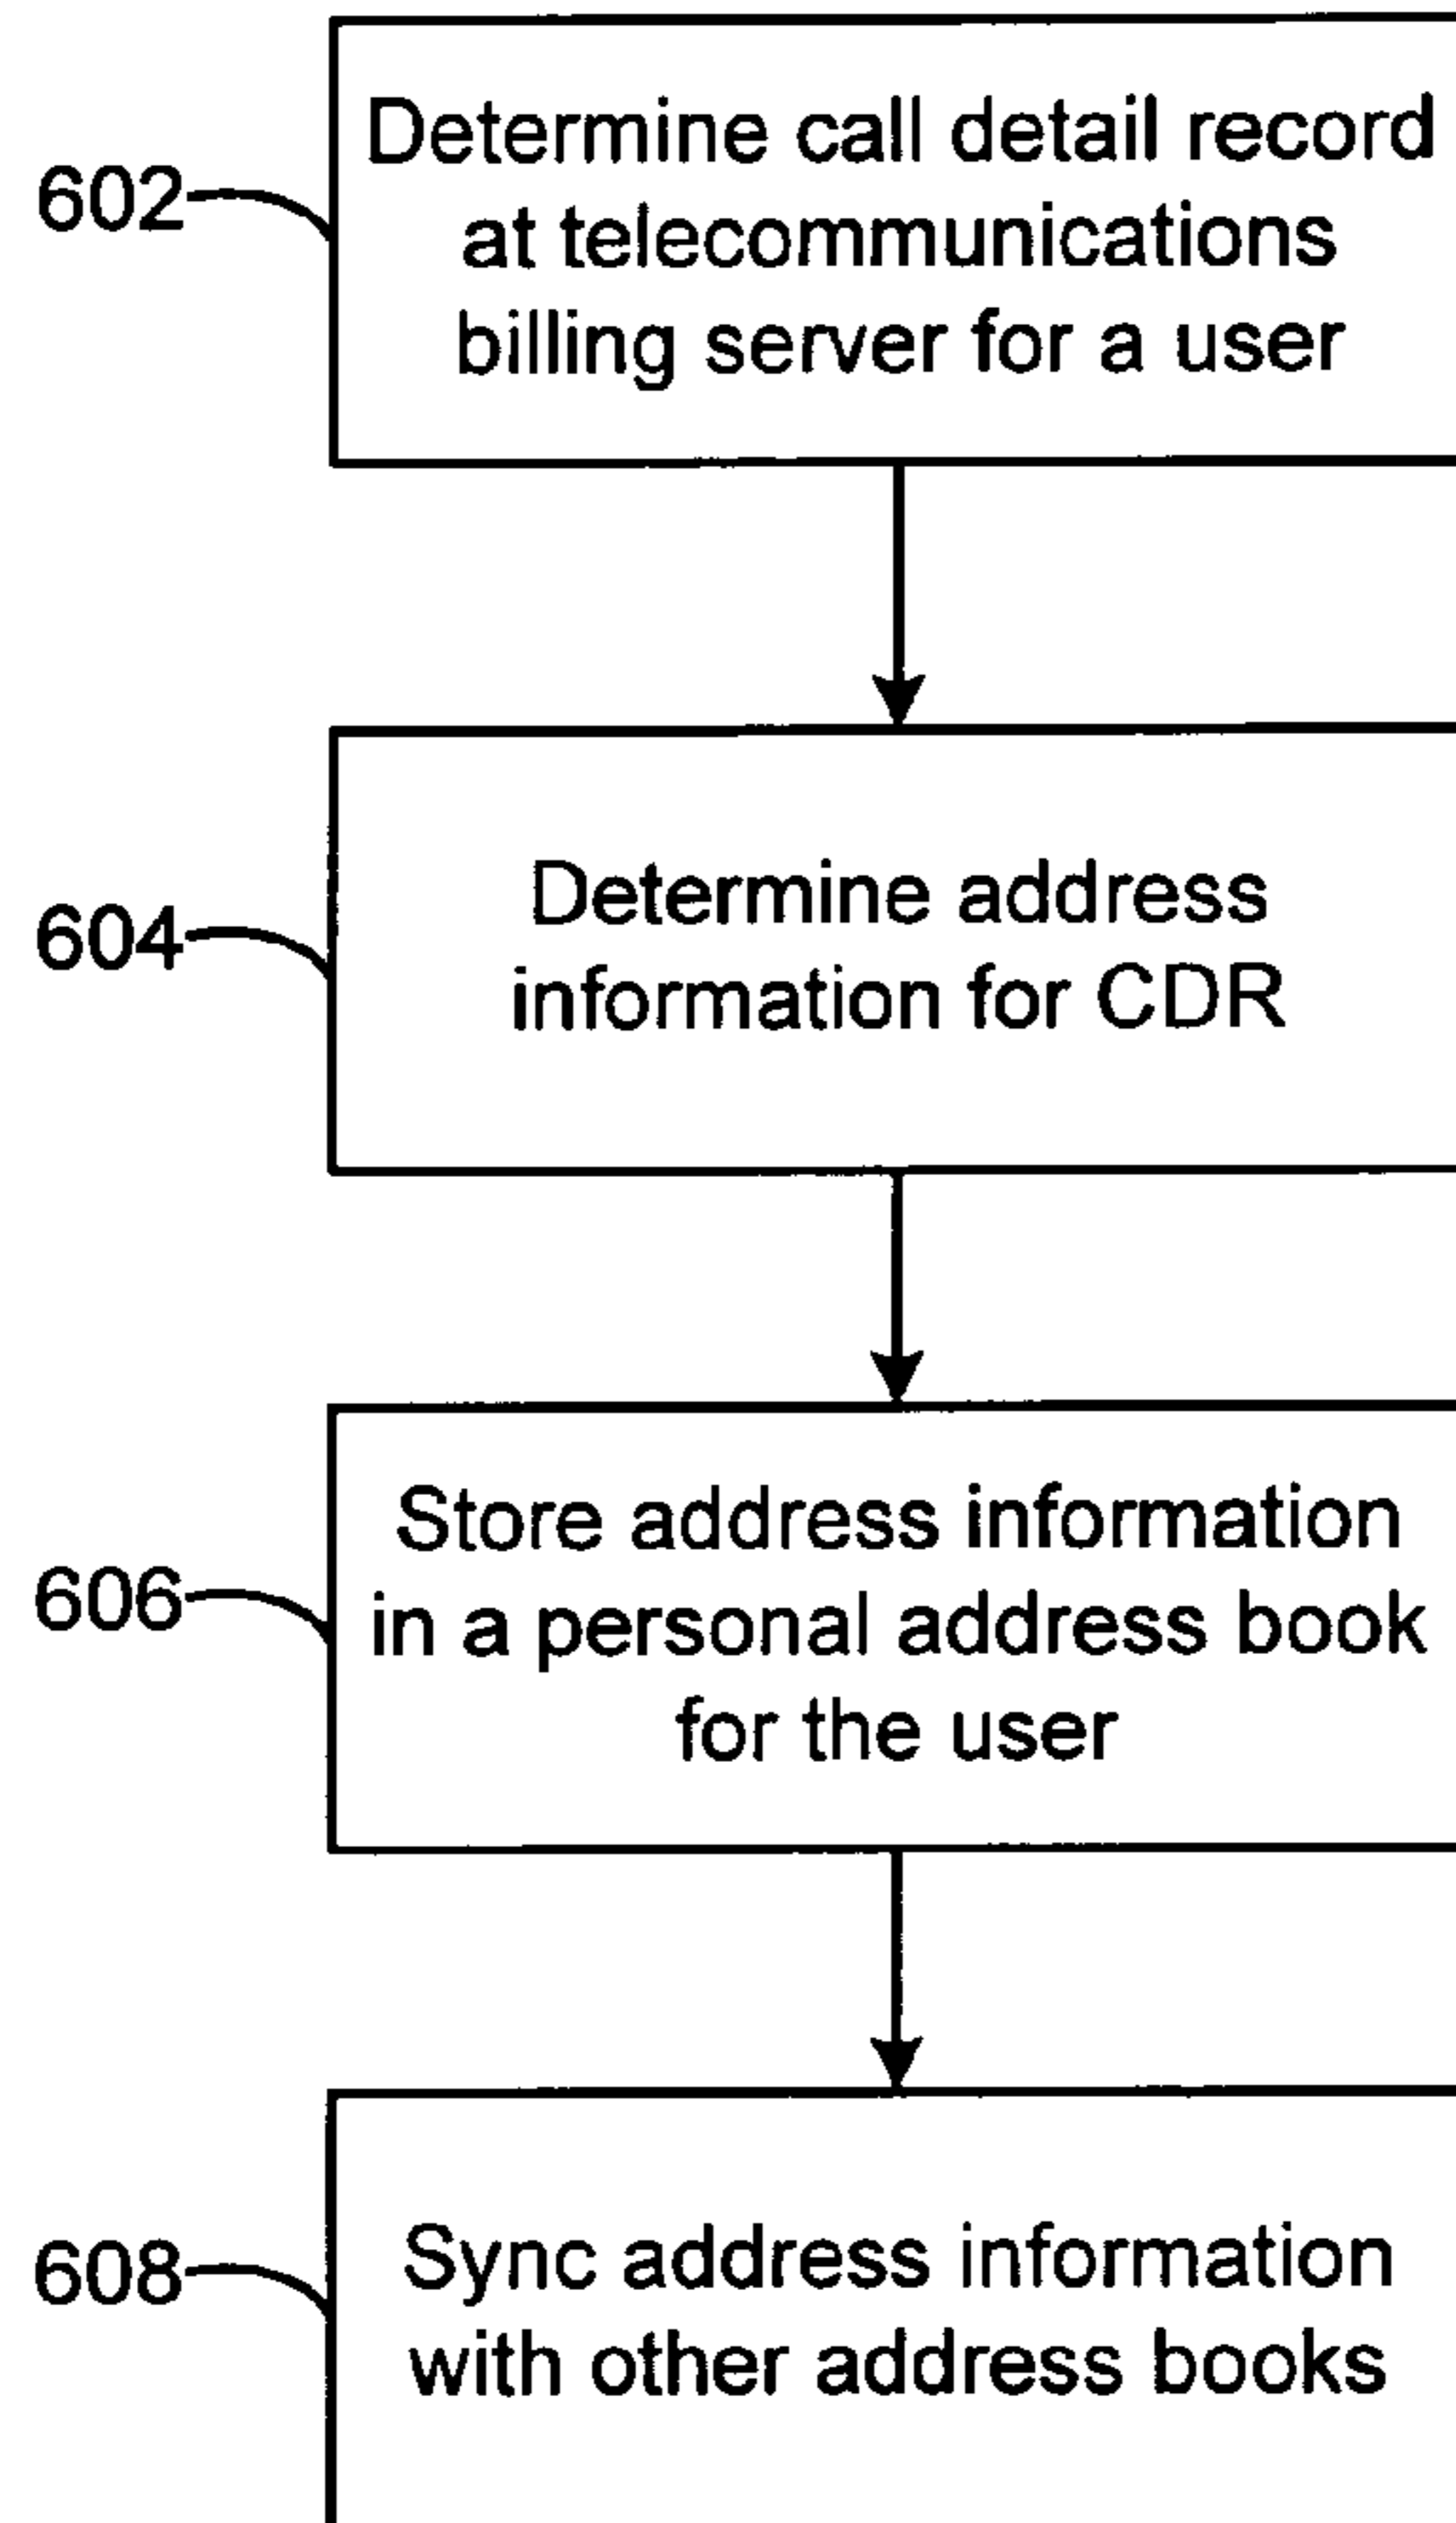 602
Determine call detail record
at telecommunications
billing server for a user
604
Determine address
information for CDR
606
Store address information
in a personal address book
for the user
608
Sync address information
with other address books